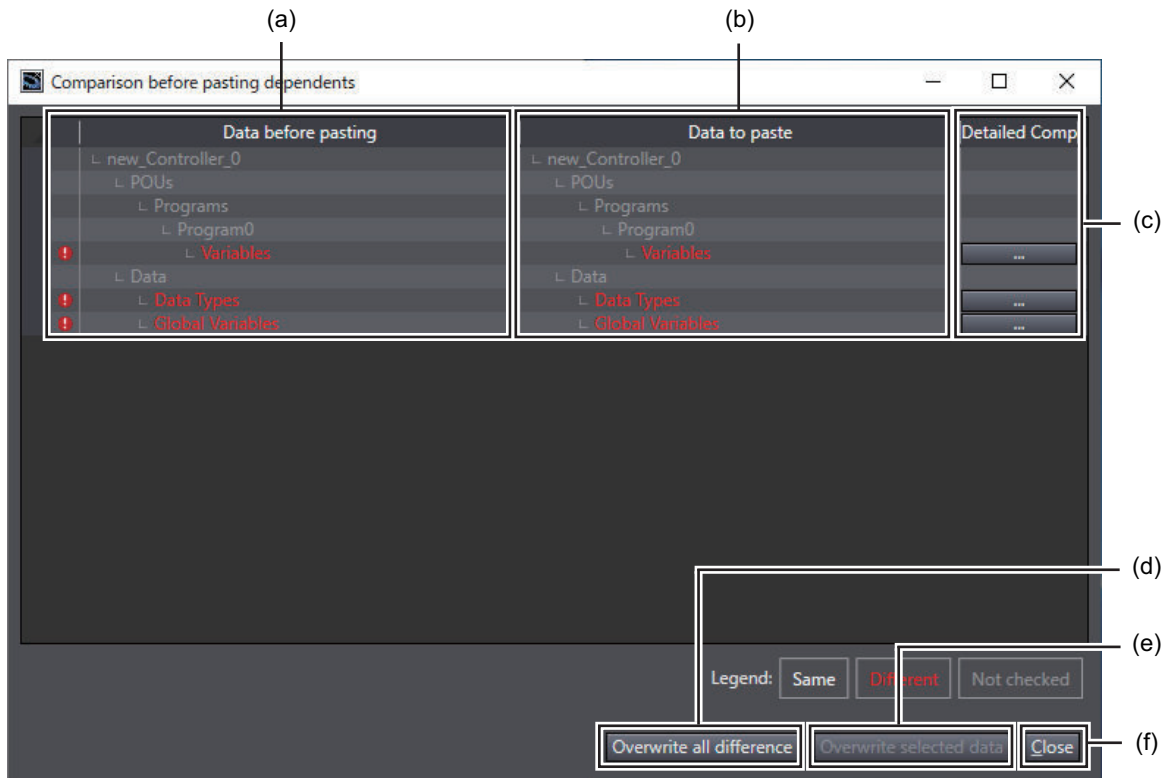 (a) (b)
Comparison before pasting dependents
Data before pasting Data to paste Detailed Comp
new_Controller_0 new_Controller_0
POUs POUs
Programs Programs
Program0 Program0
Variables Variables ...
Data Data
Data Types Data Types ...
Global Variables Global Variables ...
(c)
(d)
(e)
Legend: Same Different Not checked
Overwrite all difference Overwrite selected data Close
(f)